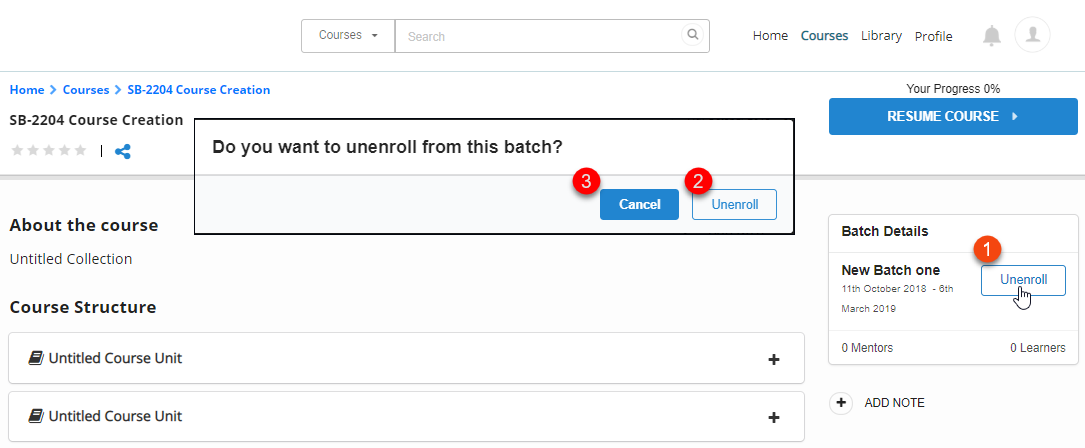 Courses
Search
Home Courses Library Profile
Home > Courses > SB-2204 Course Creation
Your Progress 0%
SB-2204 Course Creation
RESUME COURSE
Do you want to unenroll from this batch?
3 2
Cancel Unenroll
About the course
Untitled Collection
Batch Details
1
New Batch one
Unenroll
11th October 2018 - 6th
March 2019
0 Mentors 0 Learners
Course Structure
Untitled Course Unit
Untitled Course Unit
ADD NOTE